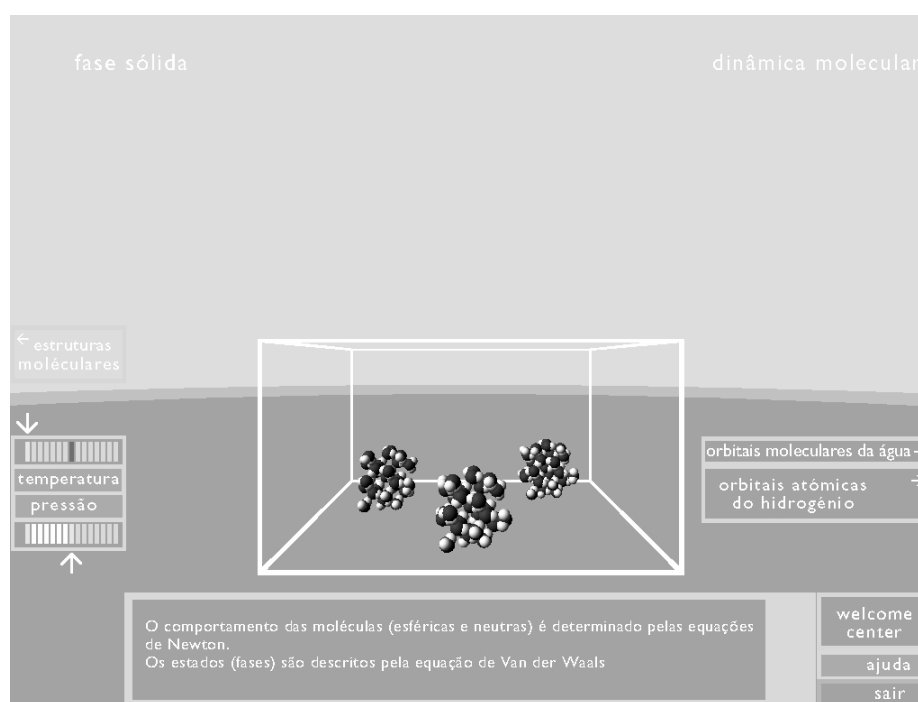 fase sólida
dinâmica molecular
← estruturas
moléculares
temperatura
pressão
orbitais moleculares da água
orbitais atómicas
do hidrogénio
O comportamento das moléculas (esféricas e neutras) é determinado pelas equações
de Newton.
Os estados (fases) são descritos pela equação de Van der Waals
welcome
center
ajuda
sair